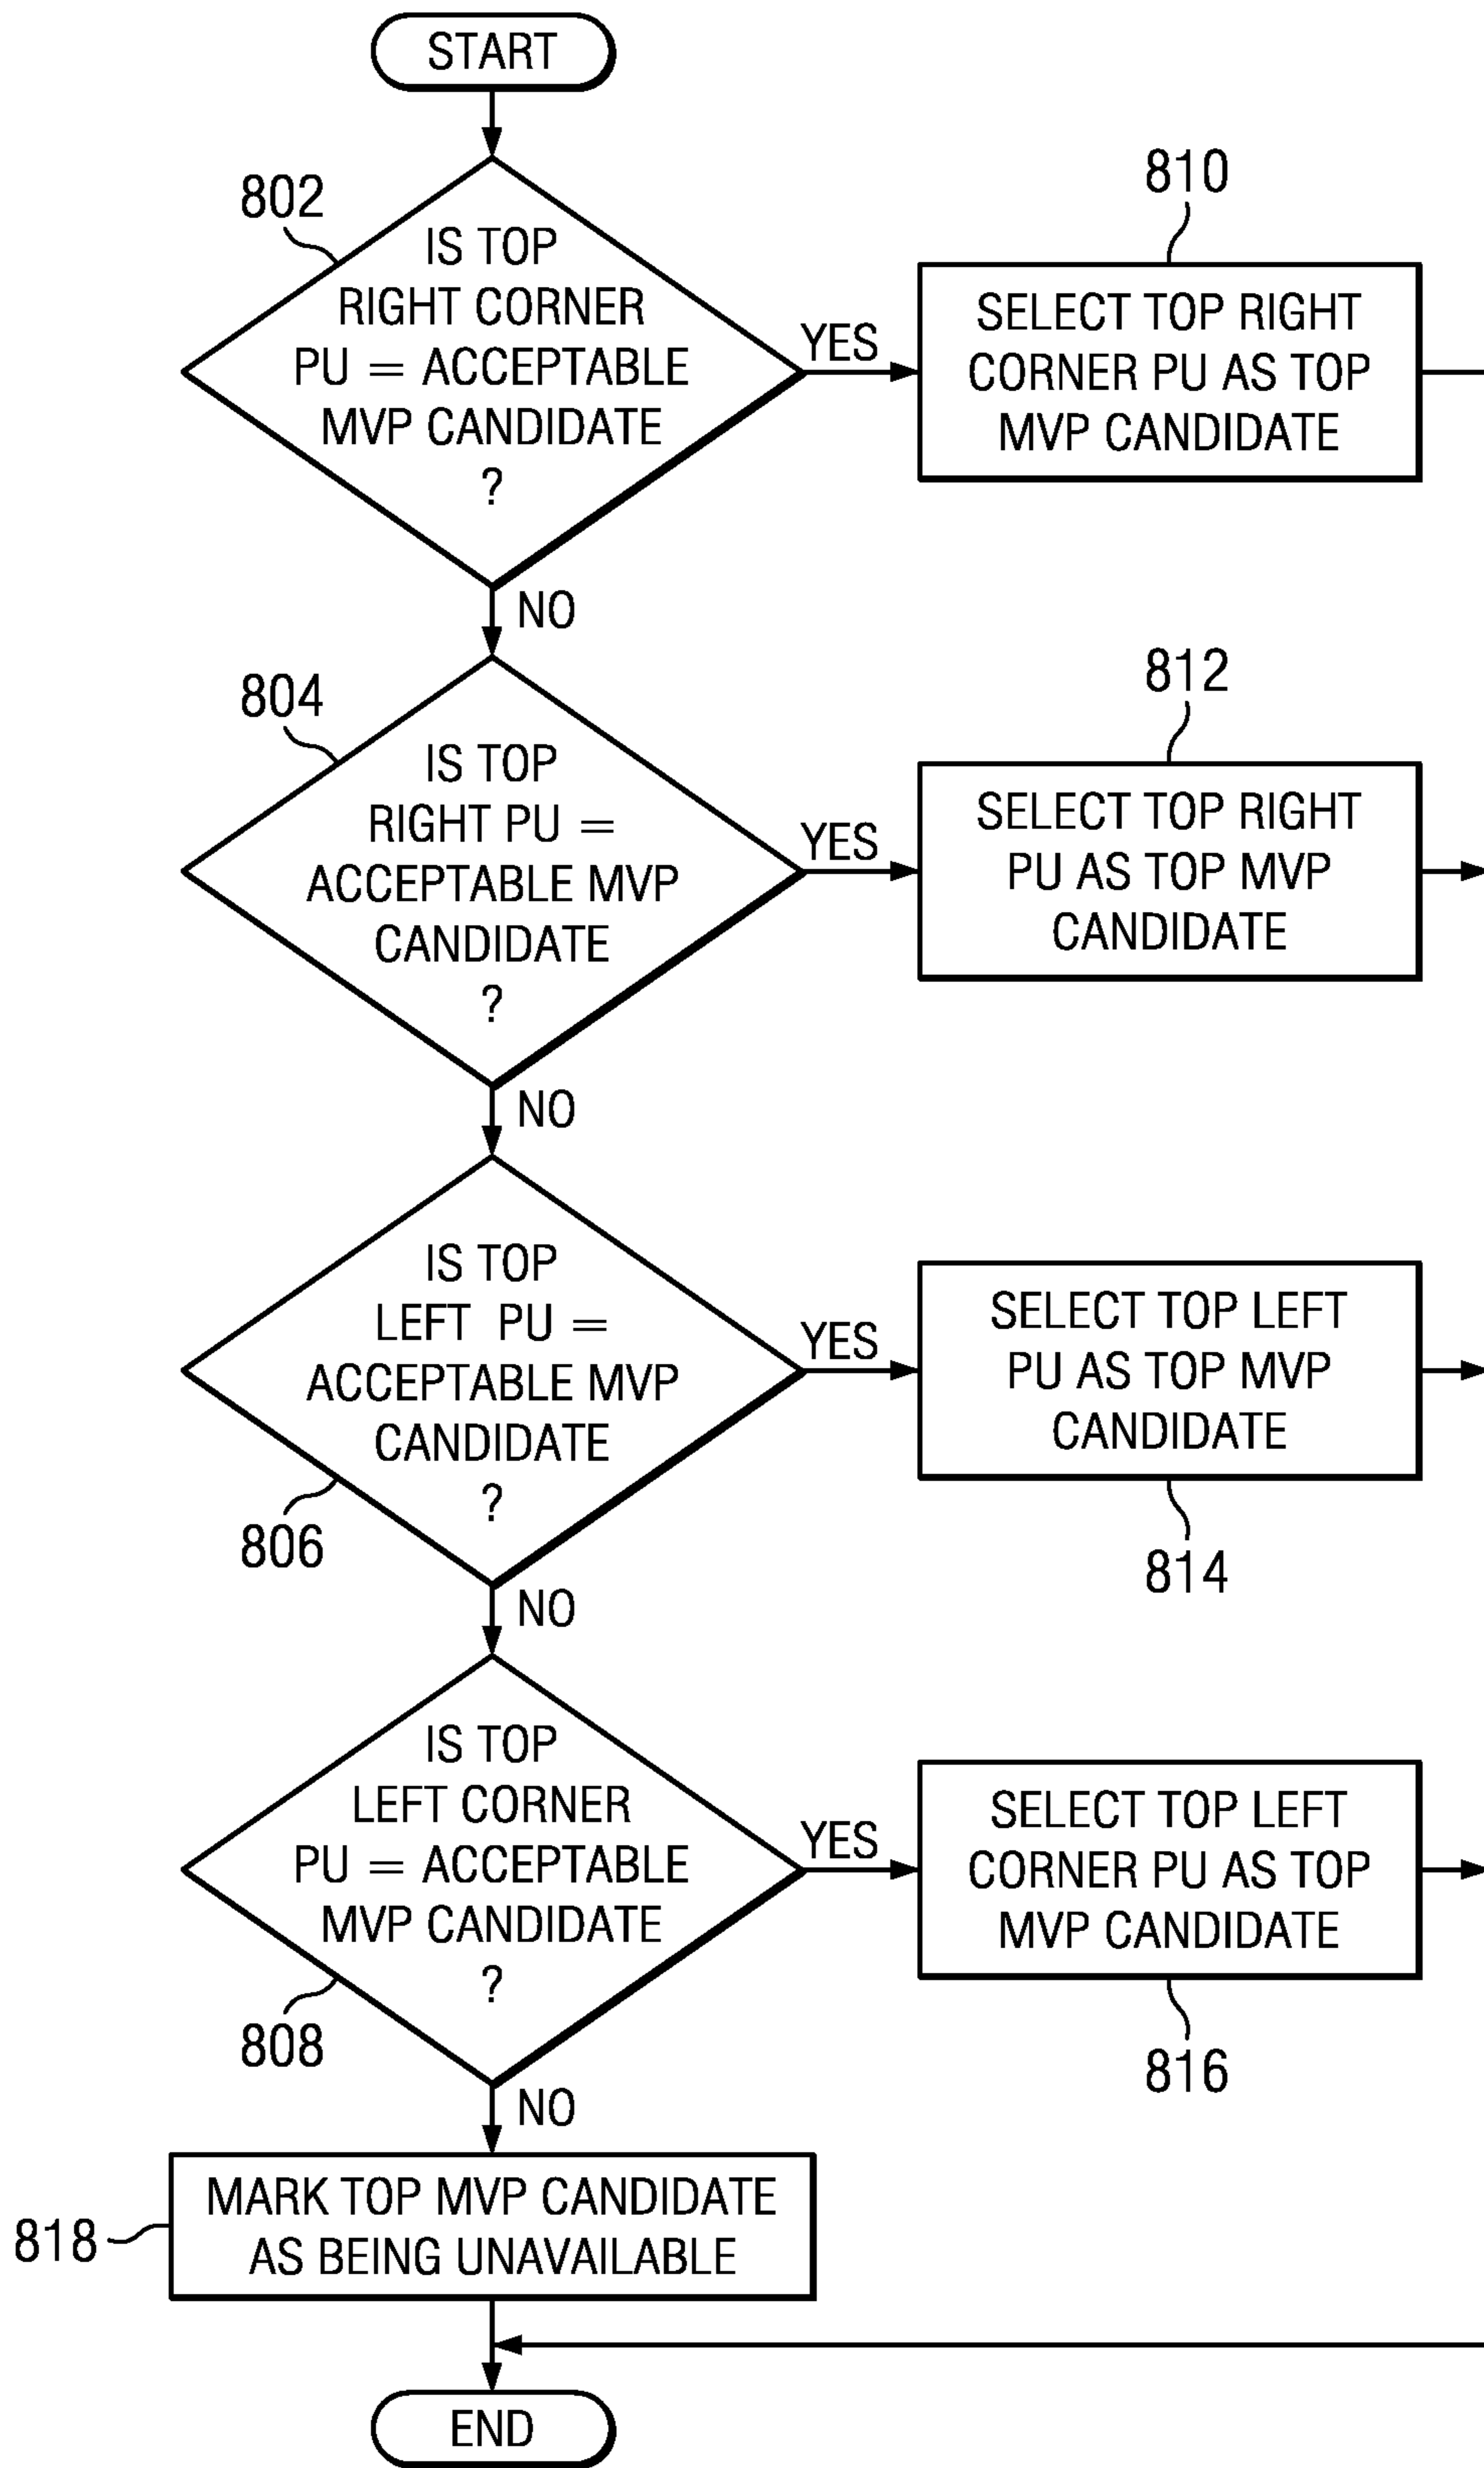 START
802
IS TOP
RIGHT CORNER
PU = ACCEPTABLE
MVP CANDIDATE
?
YES
810
SELECT TOP RIGHT
CORNER PU AS TOP
MVP CANDIDATE
NO
804
IS TOP
RIGHT PU =
ACCEPTABLE MVP
CANDIDATE
?
YES
812
SELECT TOP RIGHT
PU AS TOP MVP
CANDIDATE
NO
IS TOP
LEFT PU =
ACCEPTABLE MVP
CANDIDATE
?
806
YES
SELECT TOP LEFT
PU AS TOP MVP
CANDIDATE
814
NO
IS TOP
LEFT CORNER
PU = ACCEPTABLE
MVP CANDIDATE
?
808
YES
SELECT TOP LEFT
CORNER PU AS TOP
MVP CANDIDATE
816
NO
818
MARK TOP MVP CANDIDATE
AS BEING UNAVAILABLE
END